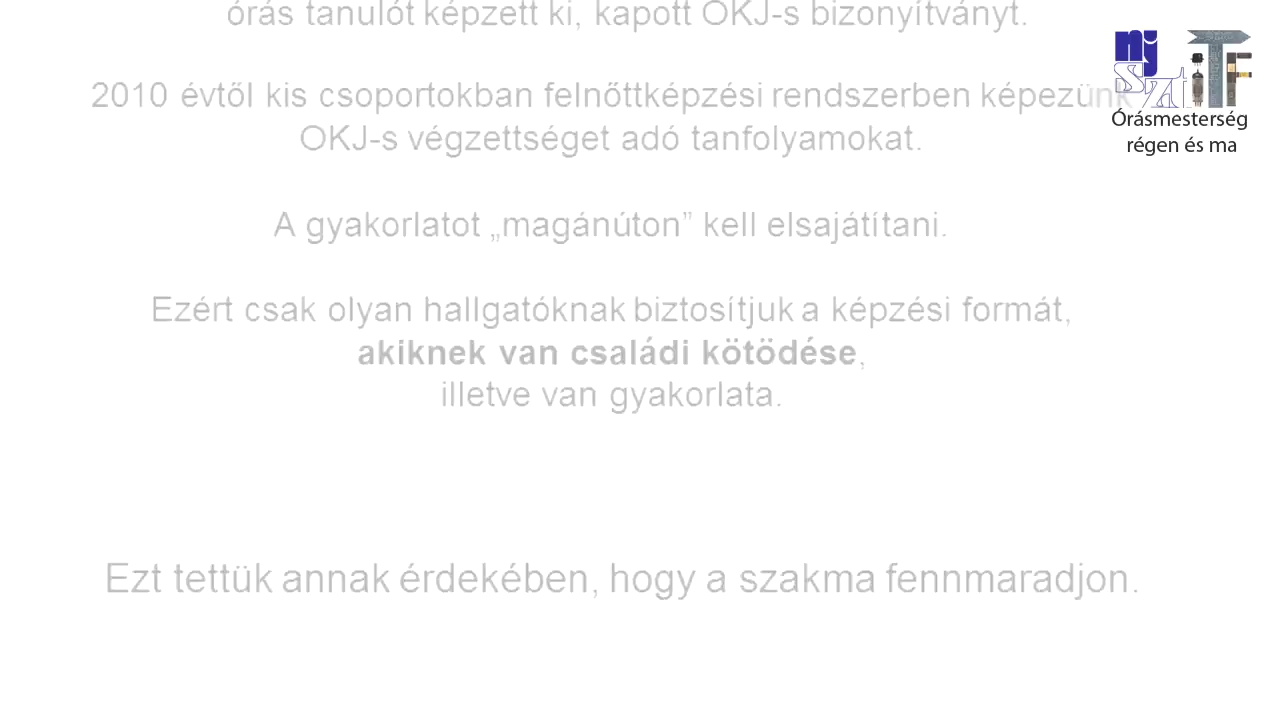 órás tanulót képzett ki, kapott OKJ-s bizonyítványt.
2010 évtől kis csoportokban felnőttképzési rendszerben képezünk
OKJ-s végzettséget adó tanfolyamokat.
A gyakorlatot „magánúton” kell elsajátítani.
Ezért csak olyan hallgatóknak biztosítjuk a képzési formát,
akiknek van családi kötödése,
illetve van gyakorlata.
Ezt tettük annak érdekében, hogy a szakma fennmaradjon.
njSzt iTF
Órásmesterség
régen és ma